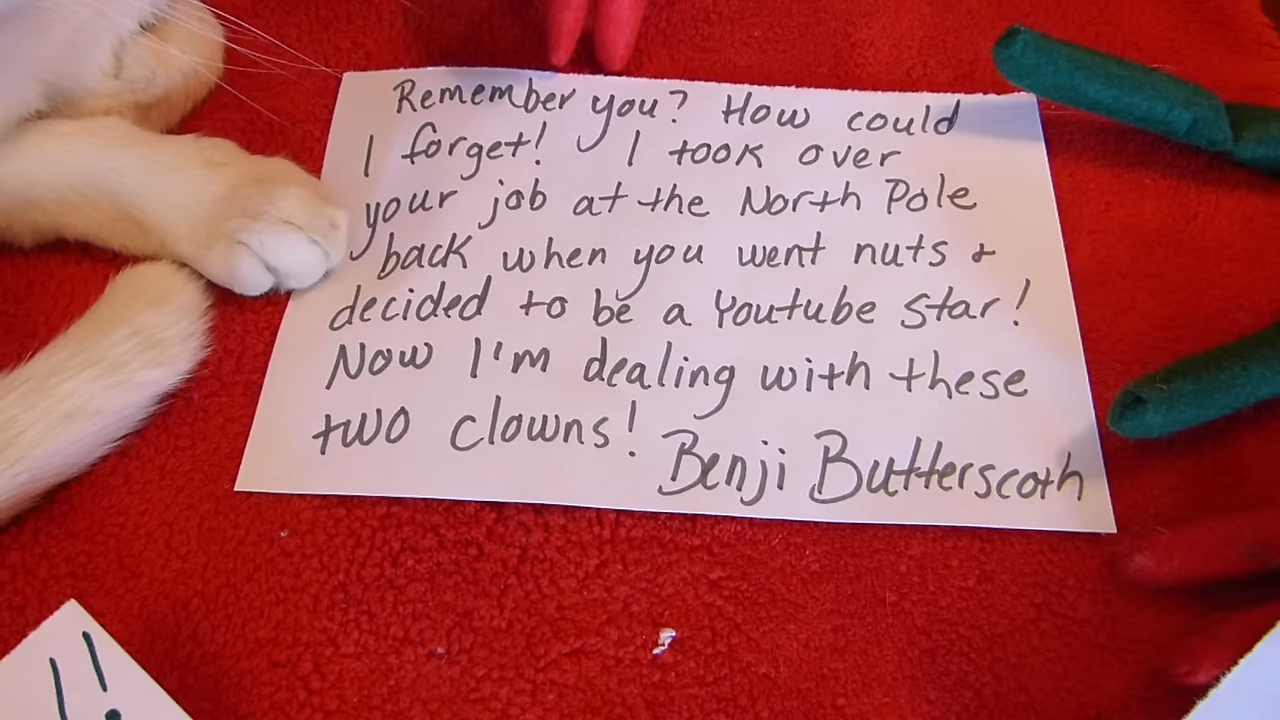 Remember you? How could
I forget! I took over
your job at the North Pole
back when you went nuts +
decided to be a Youtube star!
Now I'm dealing with these
two clowns!
Benji Butterscoth
!!